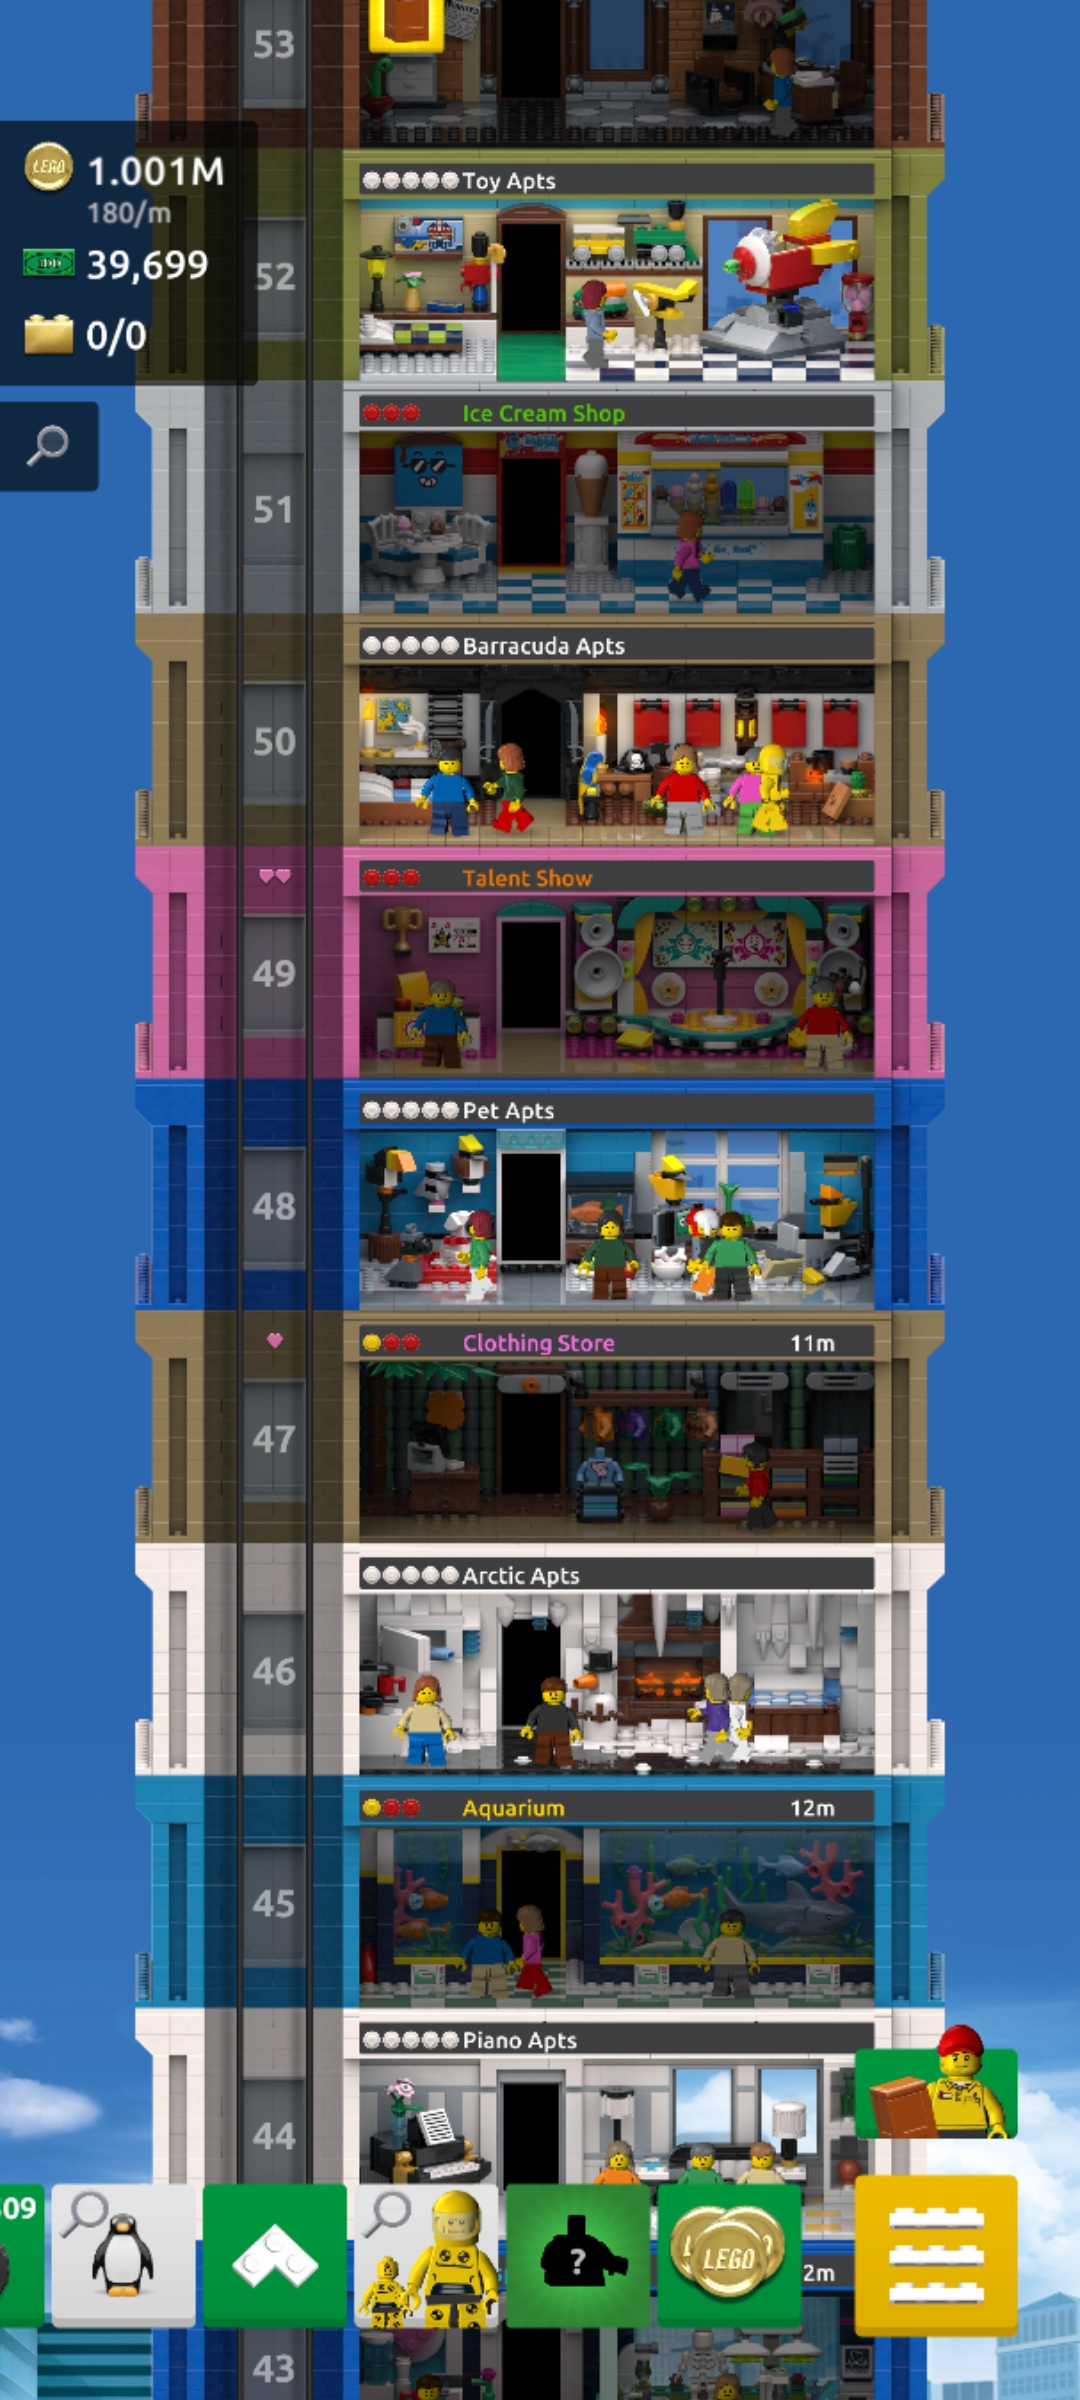 53
LEGO 1.001M
180/m
39,699
0/0
Toy Apts
52
Ice Cream Shop
51
Barracuda Apts
50
Talent Show
49
Pet Apts
48
Clothing Store 11m
47
Arctic Apts
46
Aquarium 12m
45
Piano Apts
44
09
?
LEGO
2m
43